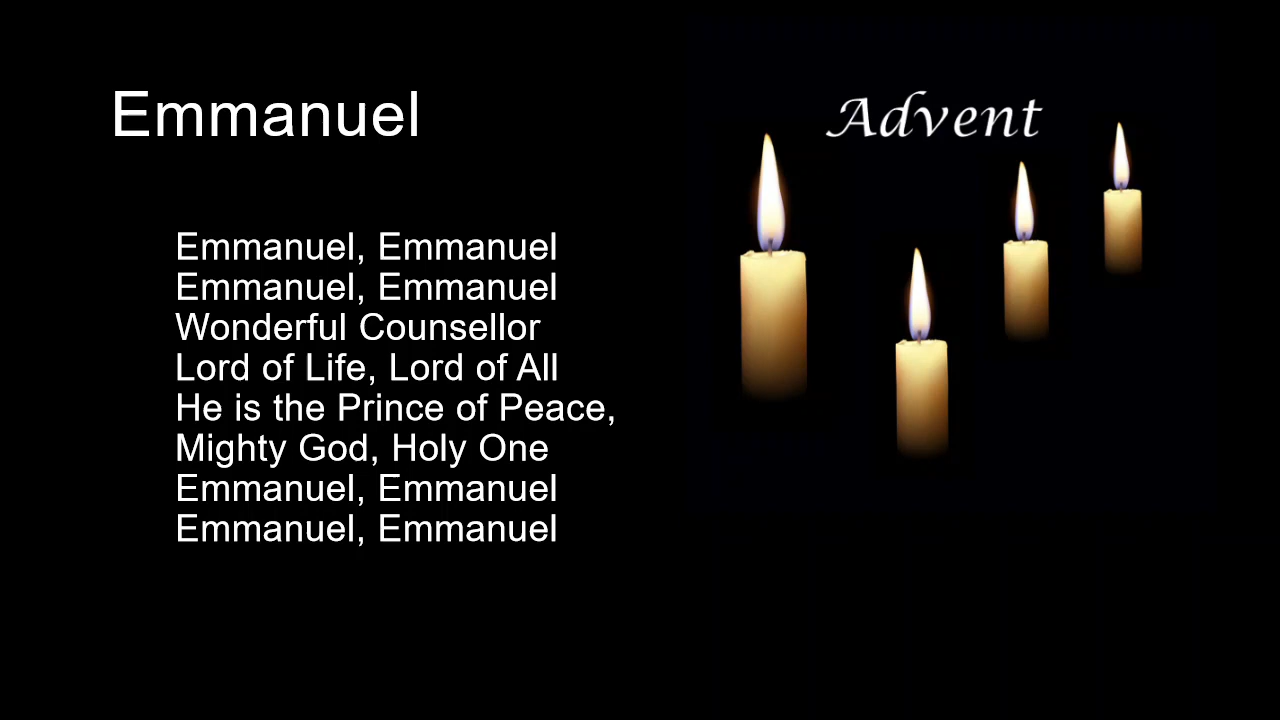 Emmanuel
Emmanuel, Emmanuel
Emmanuel, Emmanuel
Wonderful Counsellor
Lord of Life, Lord of All
He is the Prince of Peace,
Mighty God, Holy One
Emmanuel, Emmanuel
Emmanuel, Emmanuel
Advent